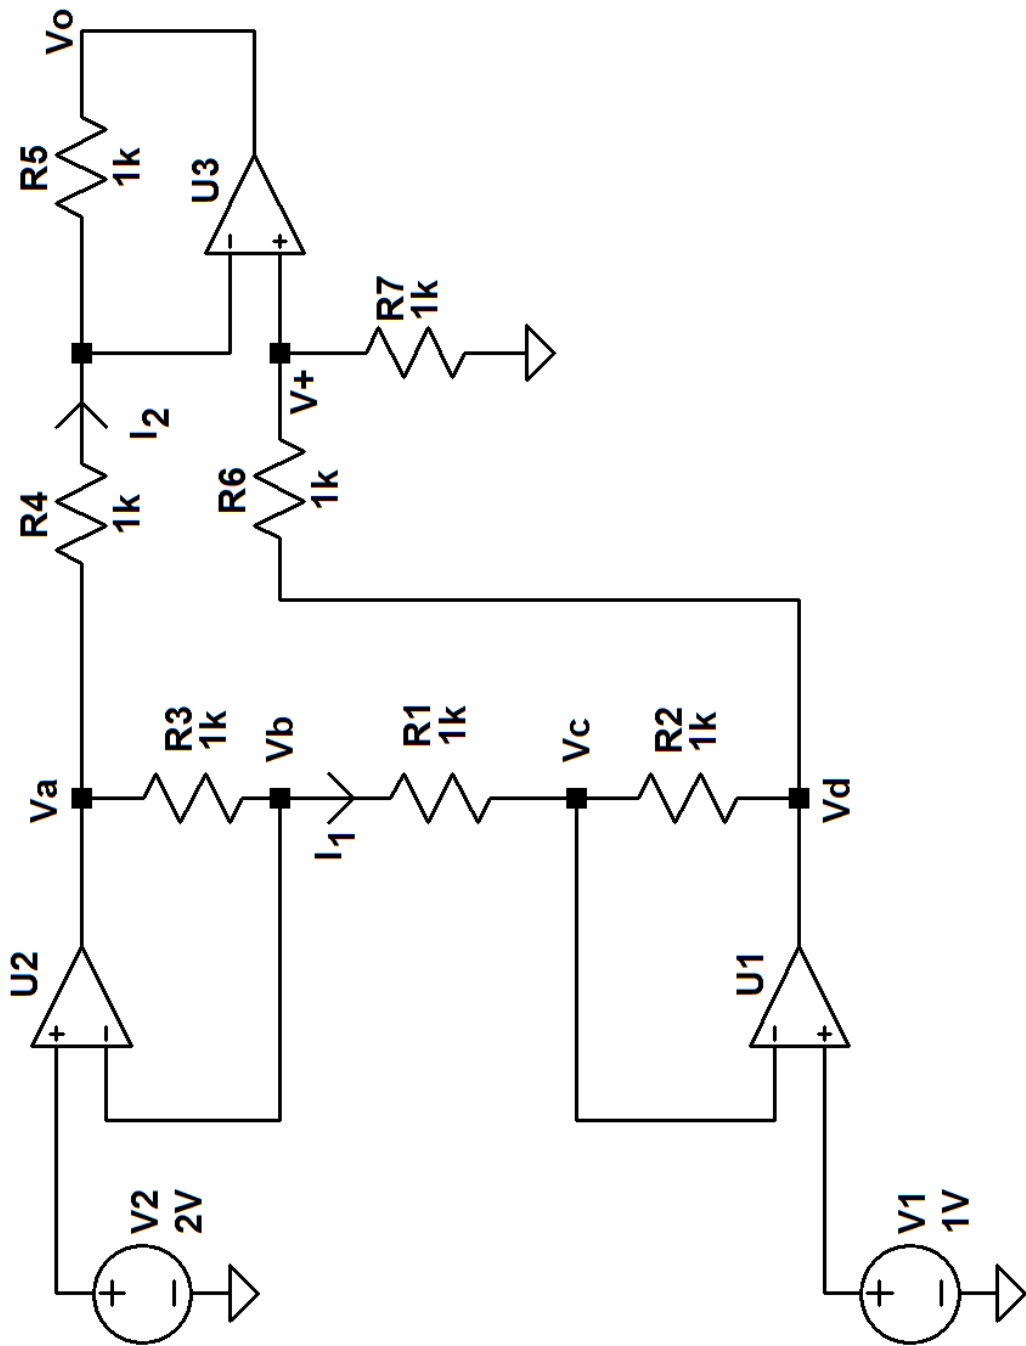 U2
+
−
V2
2V
+
−
Va
R3
1k
Vb
I1
R1
1k
Vc
R2
1k
Vd
U1
−
+
V1
1V
+
−
R4
1k
I2
R5
1k
Vo
U3
−
+
R6
1k
V+
R7
1k